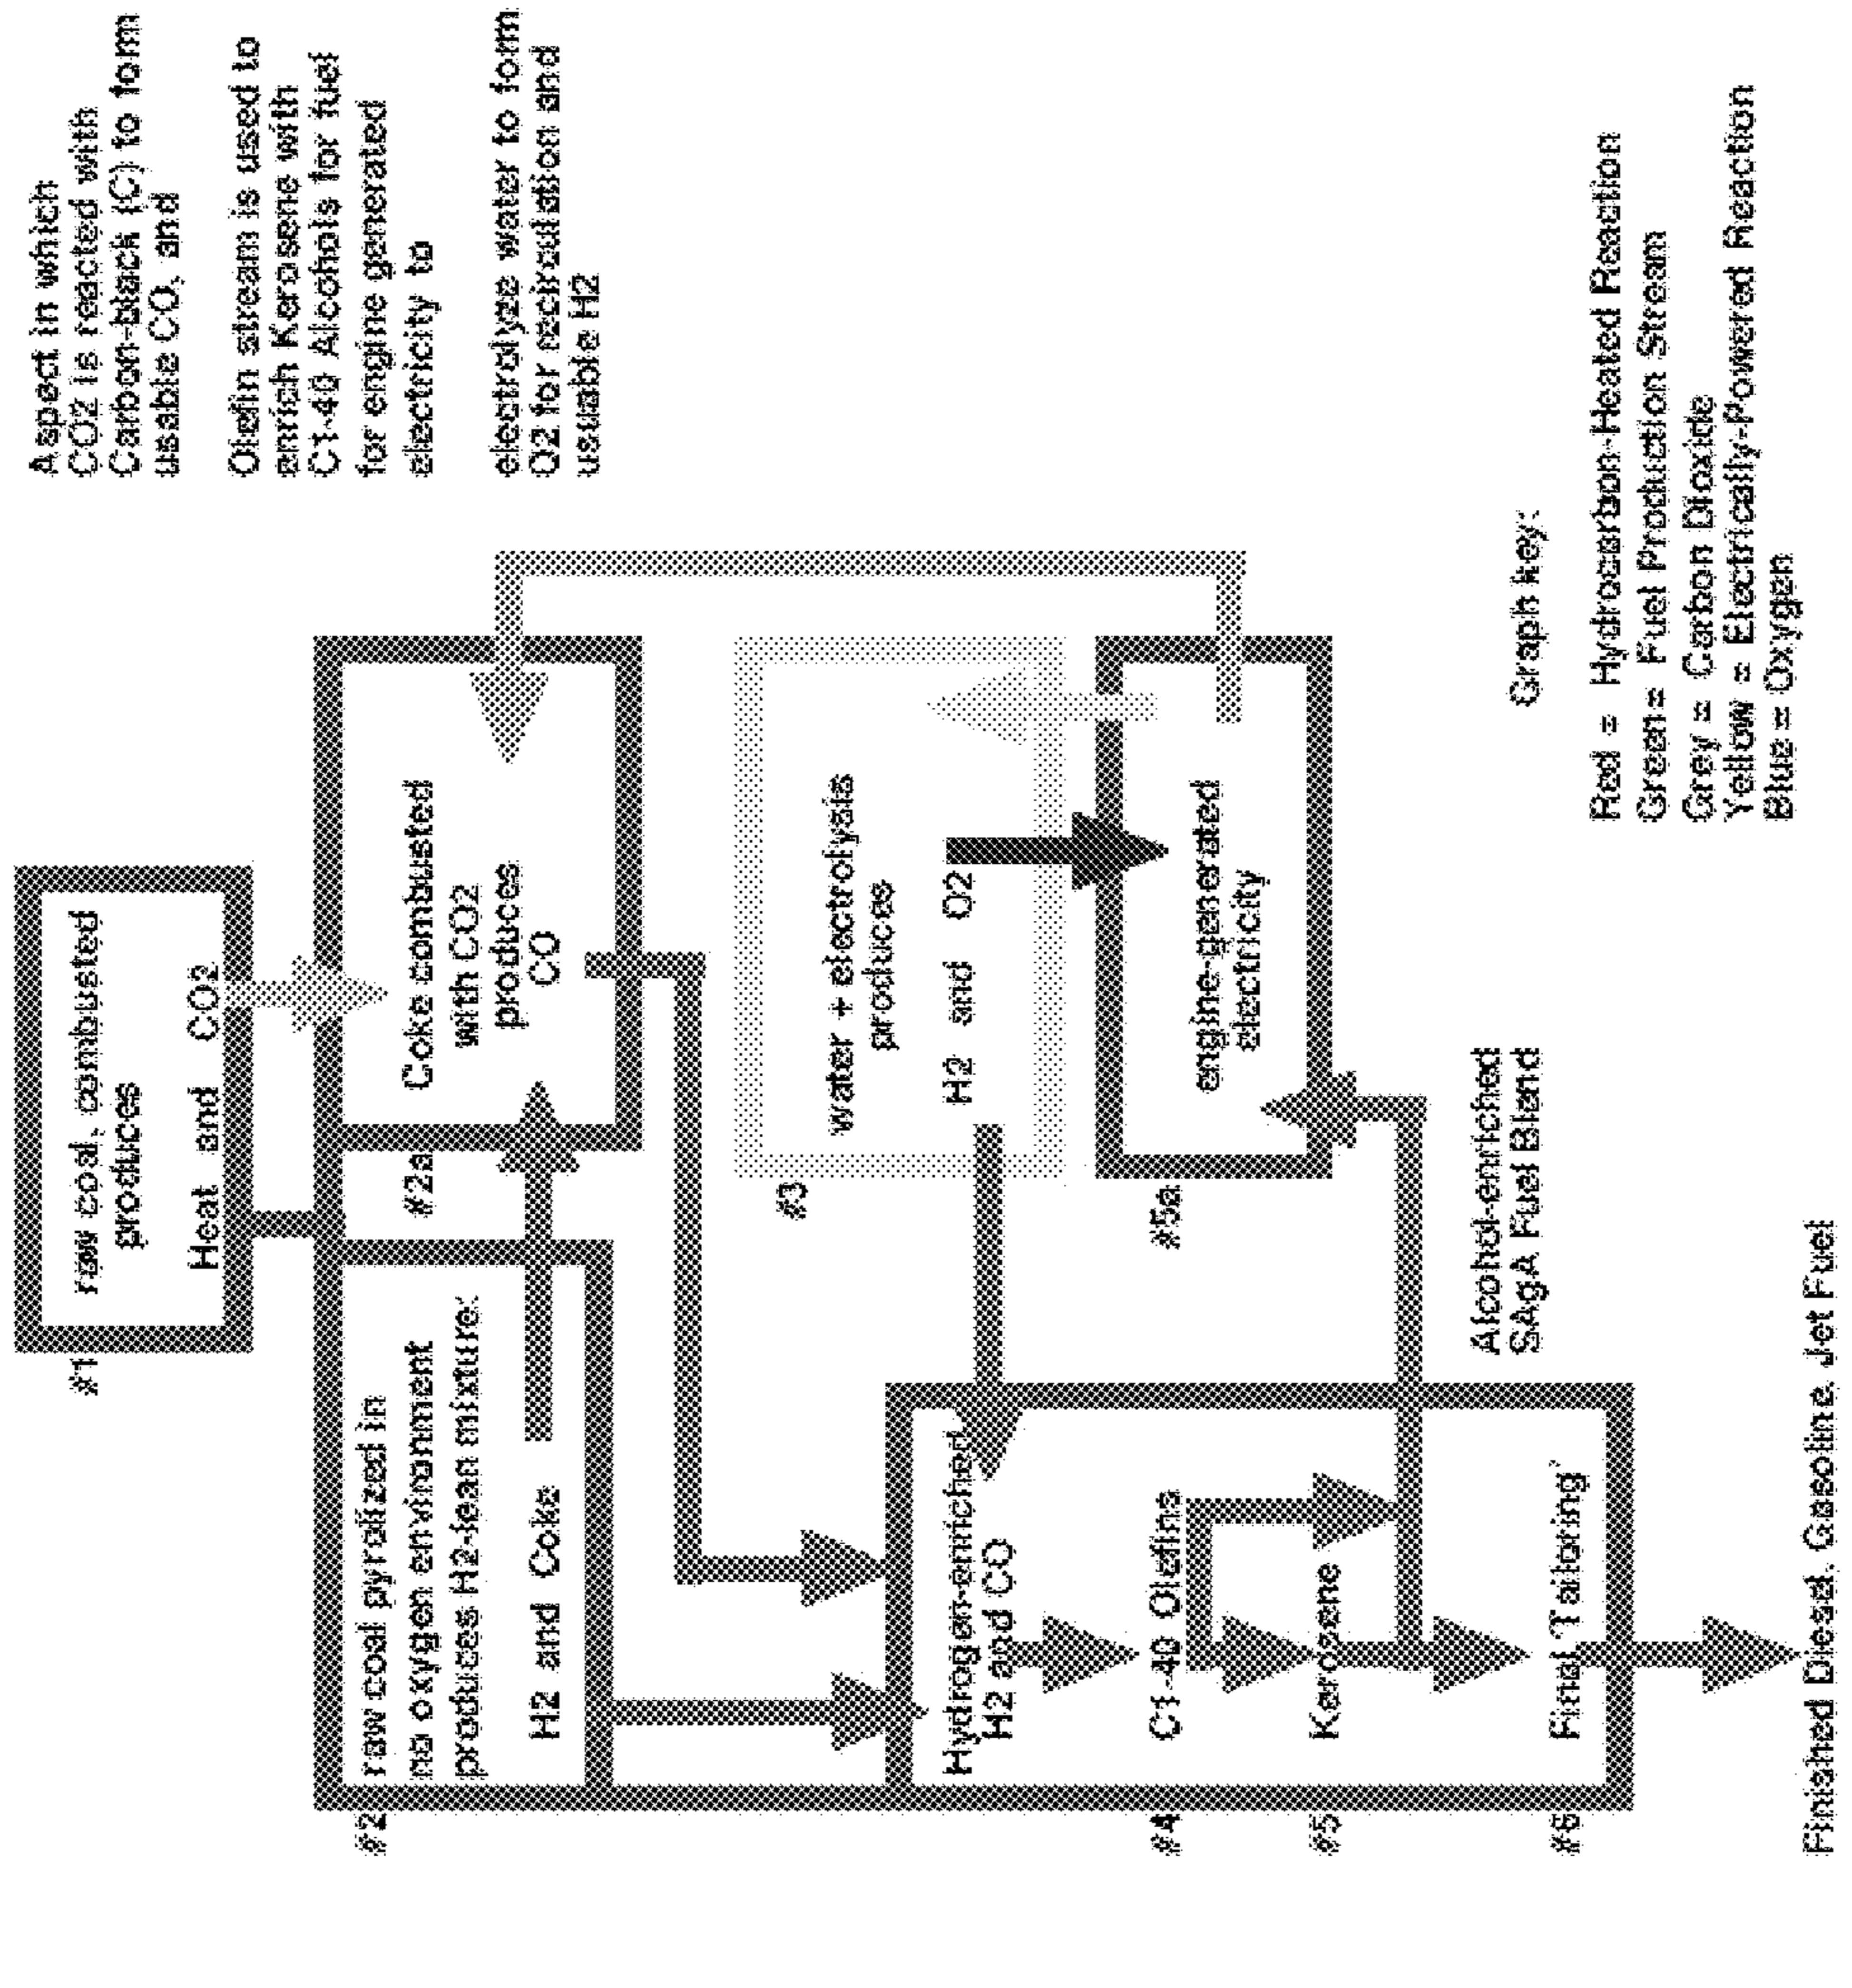 Aspect in which
CO2 is reacted with
Carbon-black (C) to form
usable CO, and
Olefin stream is used to
enrich Kerosene with
C1-40 Alcohols for fuel
for engine generated
electricity to
electrolyze water to form
O2 for recirculation and
usuable H2
#1 raw coal, combusted
produces
Heat and CO2
#2 raw coal pyrolized in
no oxygen environment
produces H2-lean mixture:
H2 and Coke
#2a Coke combusted
with CO2
produces
CO
#3 water + electrolysis
produces
H2 and O2
Hydrogen-enriched
H2 and CO
#4 C1-40 Olefins
#5 Kerosene
#5a engine-generated
electricity
Alcohol-enriched
SAgA Fuel Blend
#6 Final Tailoring
Finished Diesel, Gasoline, Jet Fuel
Graph key:
Red = Hydrocarbon-Heated Reaction
Green= Fuel Production Stream
Grey = Carbon Dioxide
Yellow = Electrically-Powered Reaction
Blue = Oxygen